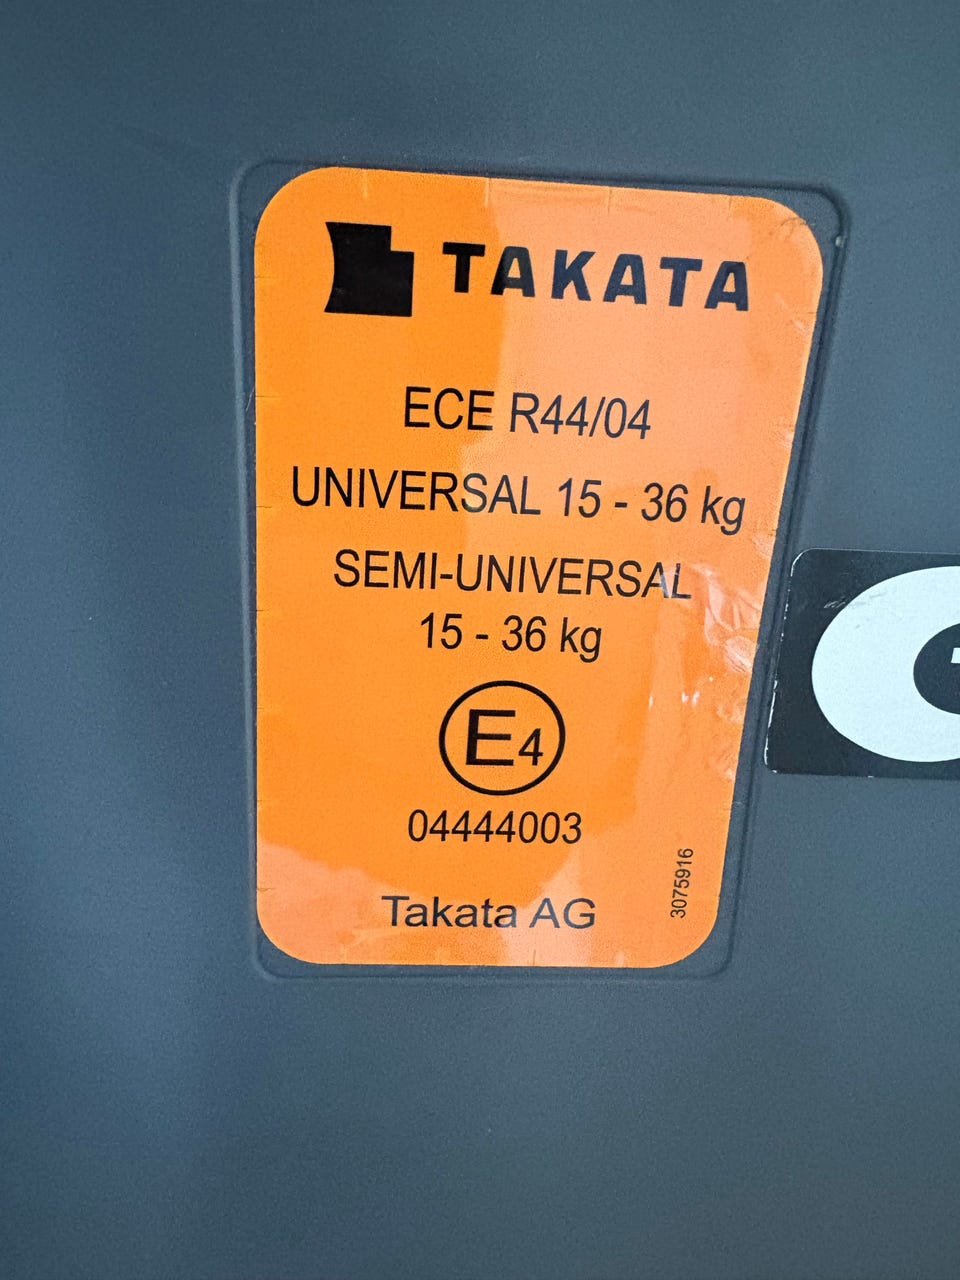 TAKATA
ECE R44/04
UNIVERSAL 15 - 36 kg
SEMI-UNIVERSAL
15 - 36 kg
E4
04444003
Takata AG
3075916